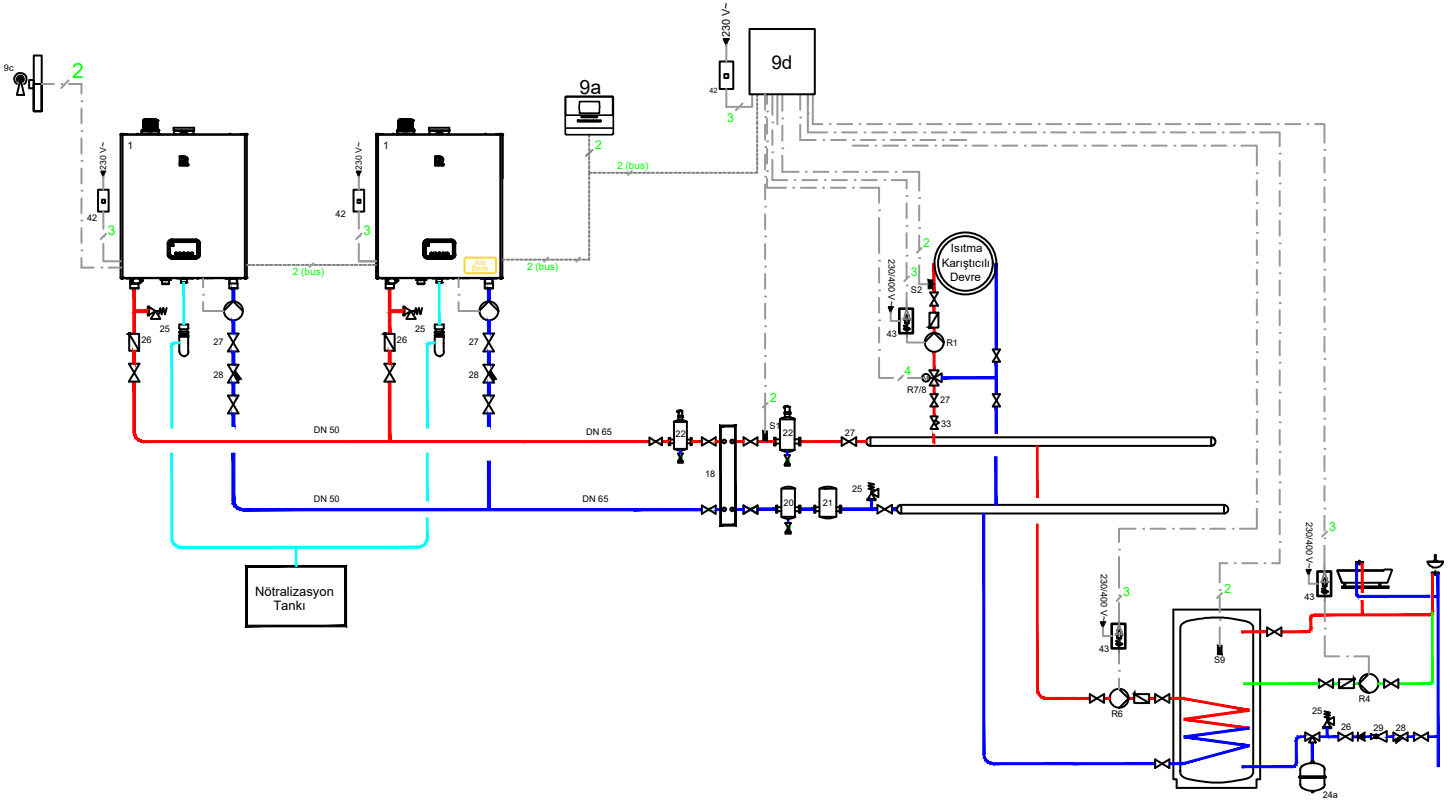 230 V~
9d
42
3
9c
2
9a
2
2 (bus)
1
230 V~
42
3
2 (bus)
1
230 V~
42
3
Ara
2 (bus)
25
26
27
28
25
26
27
28
2
Isıtma
Karıştıcılı
Devre
S2
3
230/400 V~
43
R1
4
R7/8
27
33
2
S1
DN 50
DN 65
22
22
27
18
DN 50
DN 65
20
21
25
Nötralizasyon
Tankı
230/400 V~
3
43
R6
2
S9
230/400 V~
3
43
R4
25
26
29
28
24a